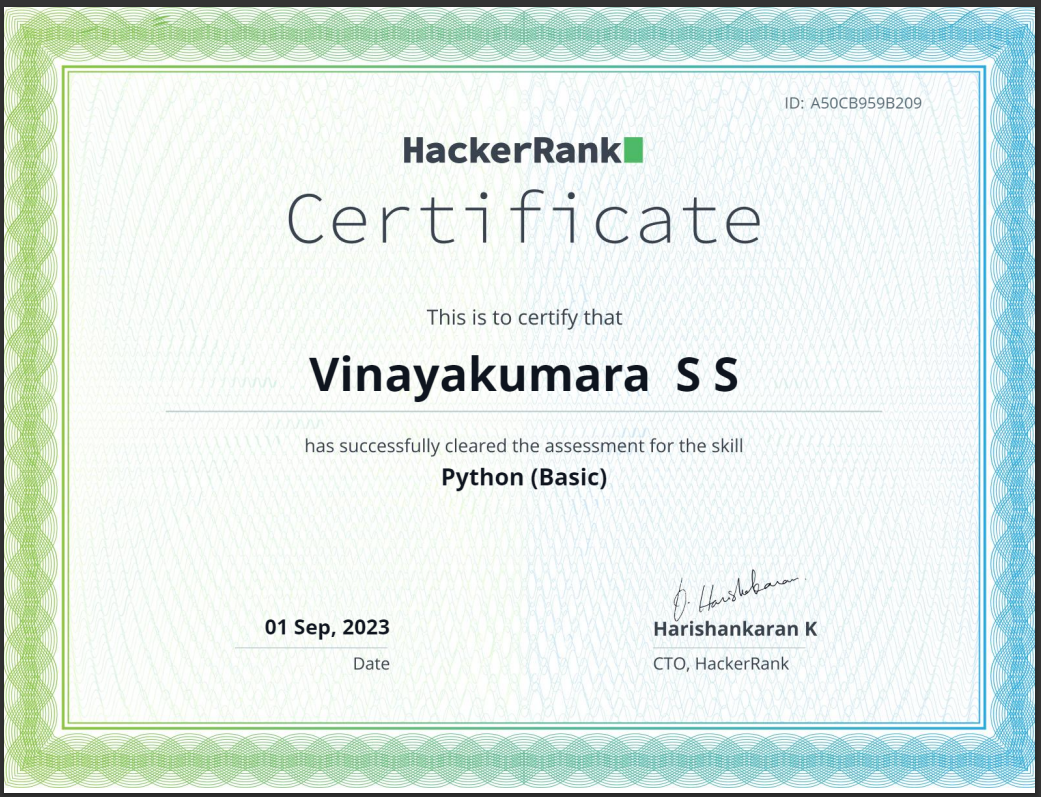 ID: A50CB959B209
HackerRank
Certificate
This is to certify that
Vinayakumara S S
has successfully cleared the assessment for the skill
Python (Basic)
01 Sep, 2023
Date
Harishankaran K
CTO, HackerRank